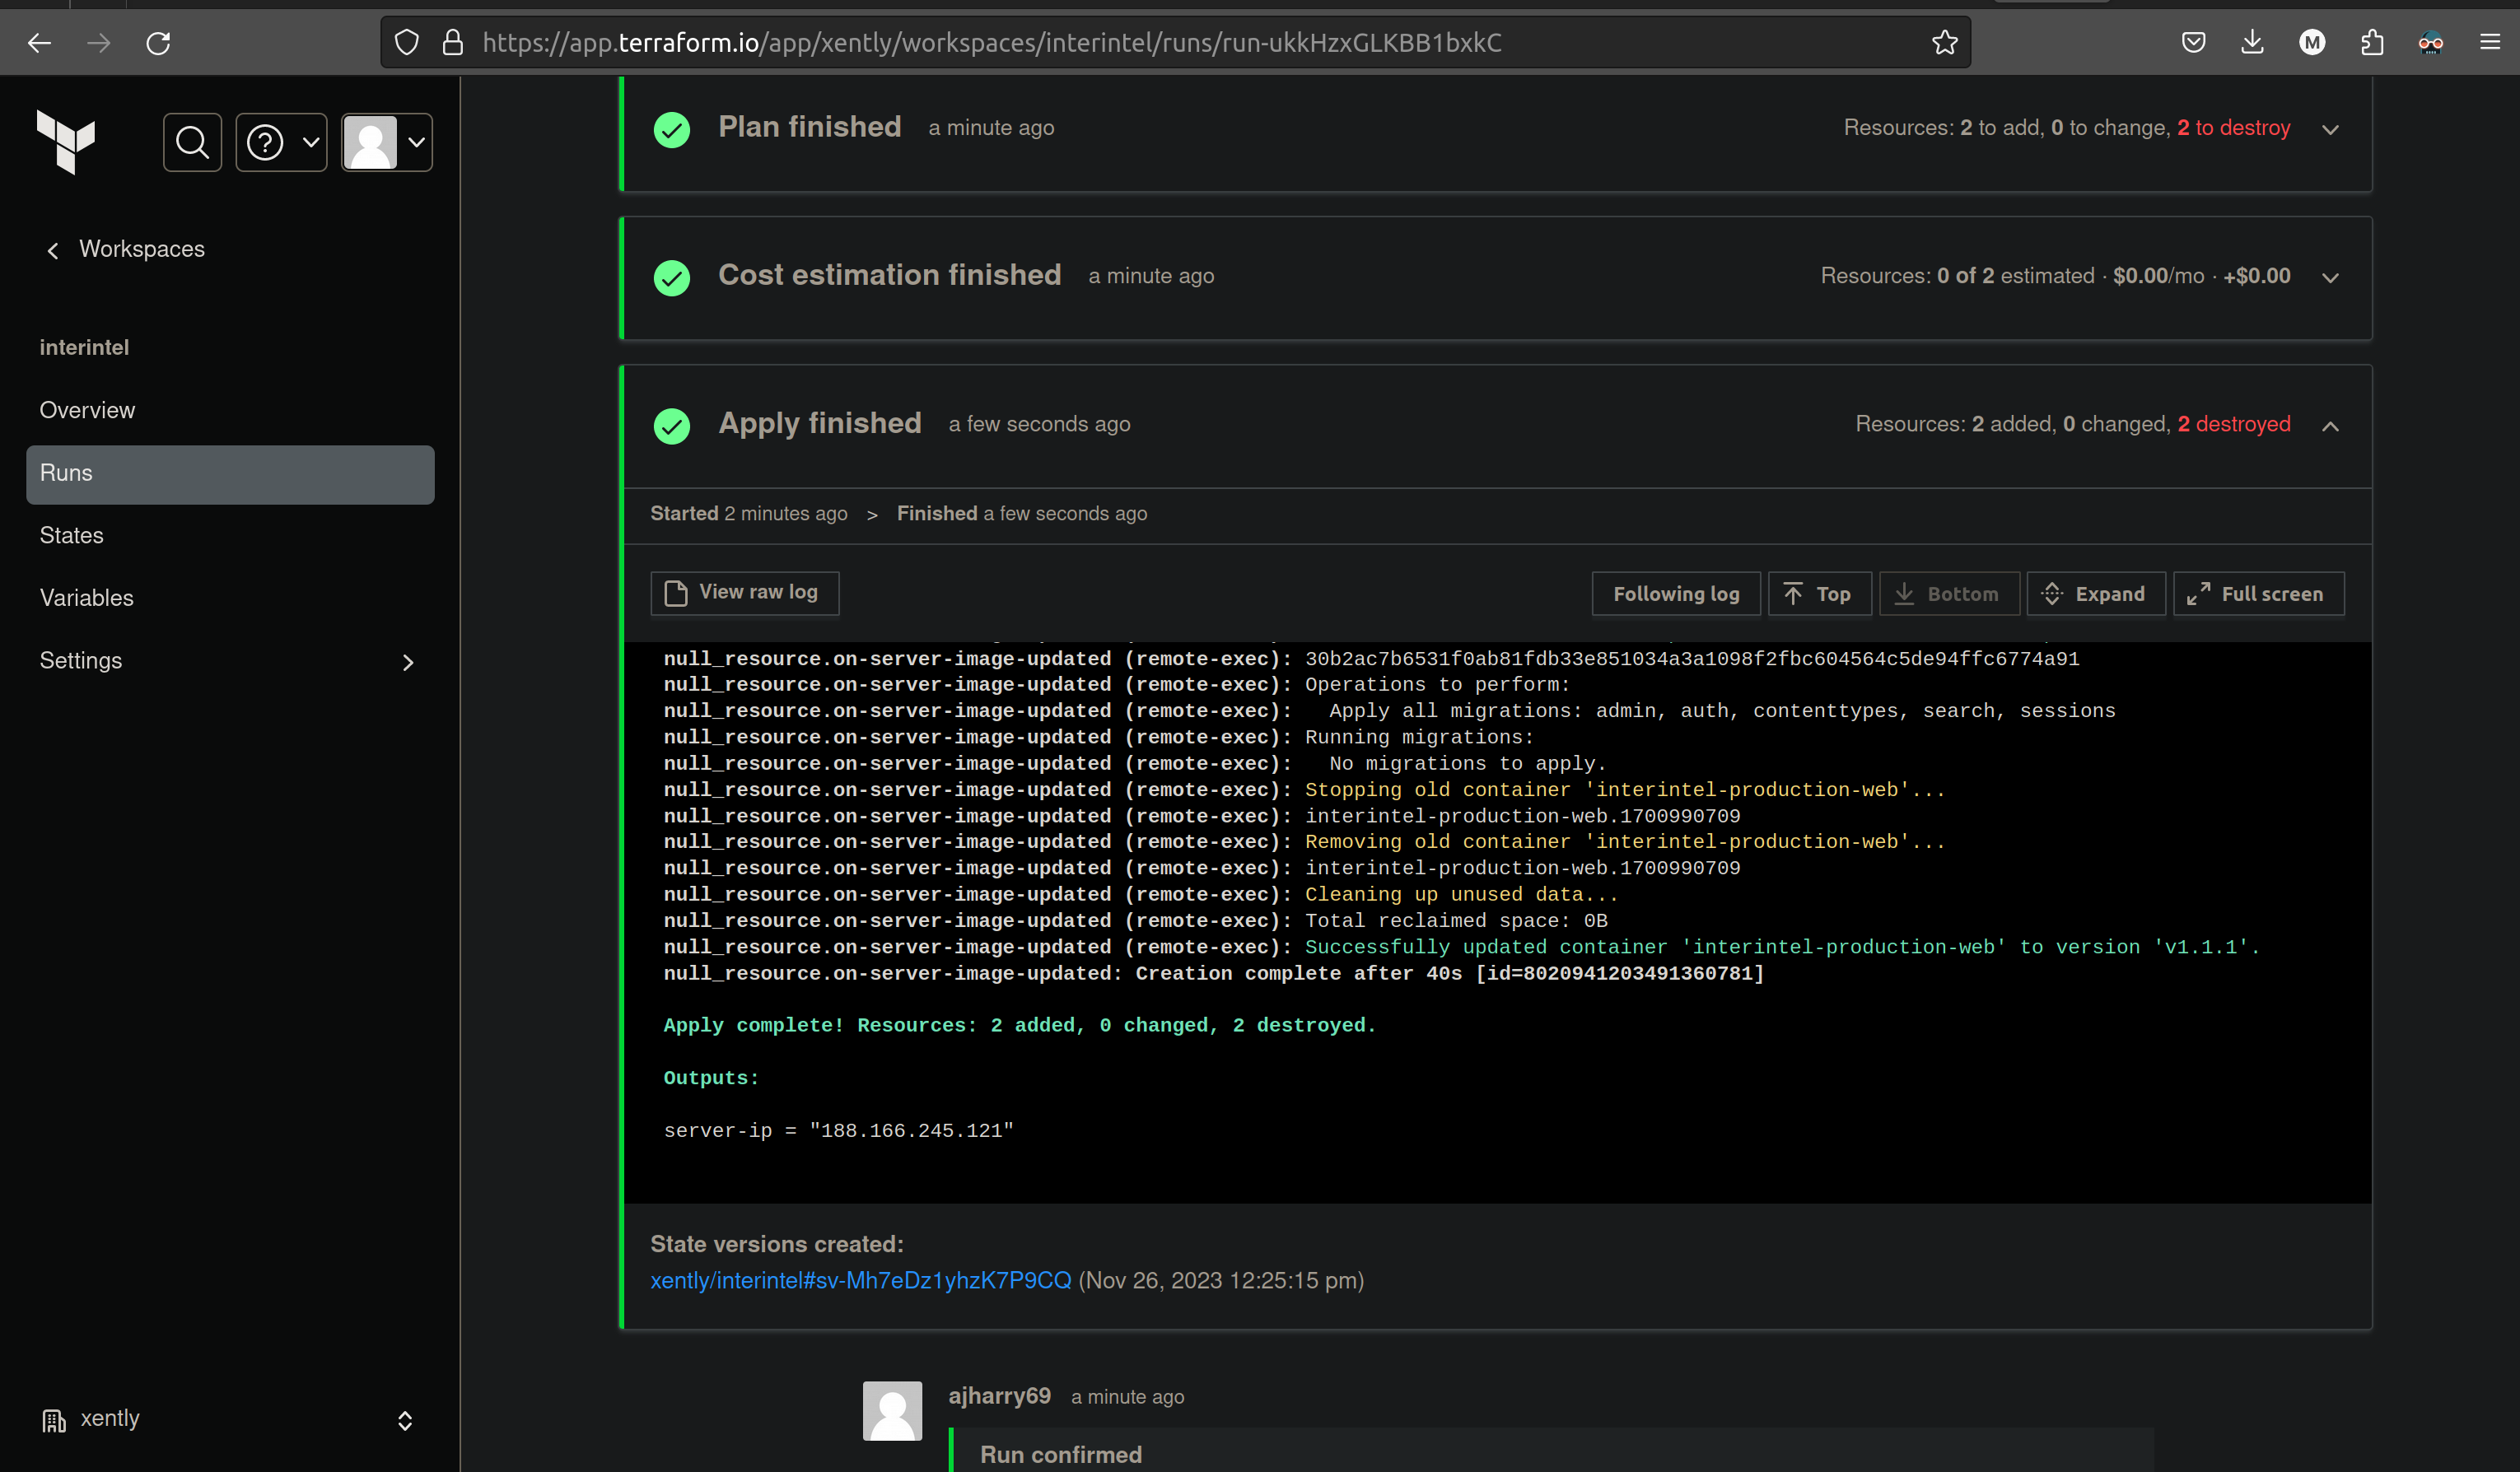 https://app.terraform.io/app/xently/workspaces/interintel/runs/run-ukkHzxGLKBB1bxkC
M
Workspaces
interintel
Overview
Runs
States
Variables
Settings
xently
Plan finished a minute ago Resources: 2 to add, 0 to change, 2 to destroy
Cost estimation finished a minute ago Resources: 0 of 2 estimated · $0.00/mo · +$0.00
Apply finished a few seconds ago Resources: 2 added, 0 changed, 2 destroyed
Started 2 minutes ago > Finished a few seconds ago
View raw log Following log Top Bottom Expand Full screen
null_resource.on-server-image-updated (remote-exec): 30b2ac7b6531f0ab81fdb33e851034a3a1098f2fbc604564c5de94ffc6774a91
null_resource.on-server-image-updated (remote-exec): Operations to perform:
null_resource.on-server-image-updated (remote-exec):   Apply all migrations: admin, auth, contenttypes, search, sessions
null_resource.on-server-image-updated (remote-exec): Running migrations:
null_resource.on-server-image-updated (remote-exec):   No migrations to apply.
null_resource.on-server-image-updated (remote-exec): Stopping old container 'interintel-production-web'...
null_resource.on-server-image-updated (remote-exec): interintel-production-web.1700990709
null_resource.on-server-image-updated (remote-exec): Removing old container 'interintel-production-web'...
null_resource.on-server-image-updated (remote-exec): interintel-production-web.1700990709
null_resource.on-server-image-updated (remote-exec): Cleaning up unused data...
null_resource.on-server-image-updated (remote-exec): Total reclaimed space: 0B
null_resource.on-server-image-updated (remote-exec): Successfully updated container 'interintel-production-web' to version 'v1.1.1'.
null_resource.on-server-image-updated: Creation complete after 40s [id=8020941203491360781]
Apply complete! Resources: 2 added, 0 changed, 2 destroyed.
Outputs:
server-ip = "188.166.245.121"
State versions created:
xently/interintel#sv-Mh7eDz1yhzK7P9CQ (Nov 26, 2023 12:25:15 pm)
ajharry69 a minute ago
Run confirmed